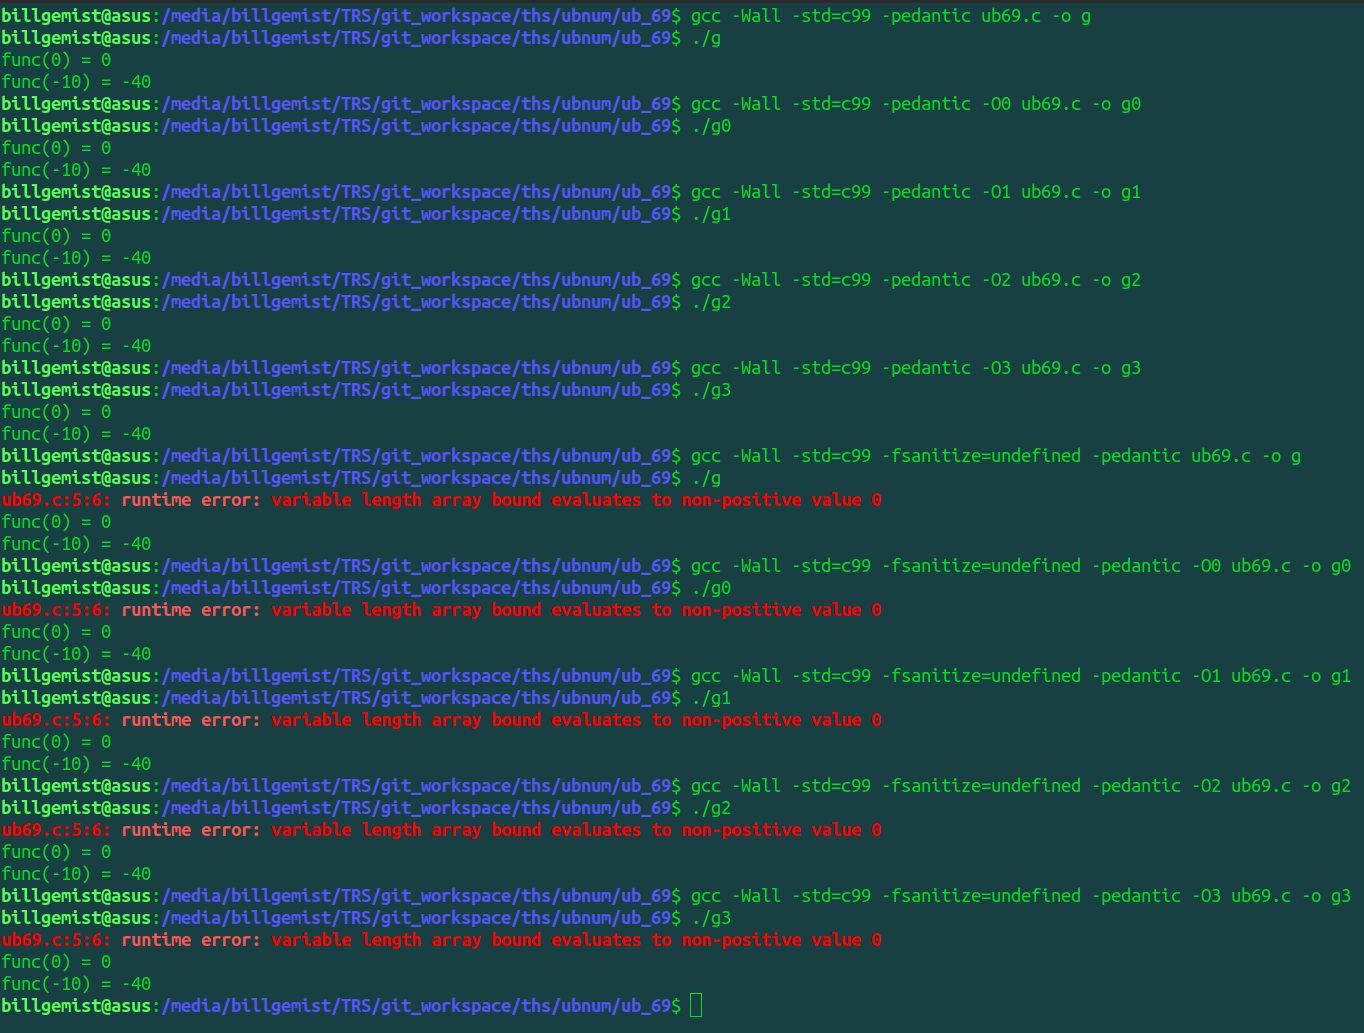 billgemist@asus:/media/billgemist/TRS/git_workspace/ths/ubnum/ub_69$ gcc -Wall -std=c99 -pedantic ub69.c -o g
billgemist@asus:/media/billgemist/TRS/git_workspace/ths/ubnum/ub_69$ ./g
func(0) = 0
func(-10) = -40
billgemist@asus:/media/billgemist/TRS/git_workspace/ths/ubnum/ub_69$ gcc -Wall -std=c99 -pedantic -O0 ub69.c -o g0
billgemist@asus:/media/billgemist/TRS/git_workspace/ths/ubnum/ub_69$ ./g0
func(0) = 0
func(-10) = -40
billgemist@asus:/media/billgemist/TRS/git_workspace/ths/ubnum/ub_69$ gcc -Wall -std=c99 -pedantic -O1 ub69.c -o g1
billgemist@asus:/media/billgemist/TRS/git_workspace/ths/ubnum/ub_69$ ./g1
func(0) = 0
func(-10) = -40
billgemist@asus:/media/billgemist/TRS/git_workspace/ths/ubnum/ub_69$ gcc -Wall -std=c99 -pedantic -O2 ub69.c -o g2
billgemist@asus:/media/billgemist/TRS/git_workspace/ths/ubnum/ub_69$ ./g2
func(0) = 0
func(-10) = -40
billgemist@asus:/media/billgemist/TRS/git_workspace/ths/ubnum/ub_69$ gcc -Wall -std=c99 -pedantic -O3 ub69.c -o g3
billgemist@asus:/media/billgemist/TRS/git_workspace/ths/ubnum/ub_69$ ./g3
func(0) = 0
func(-10) = -40
billgemist@asus:/media/billgemist/TRS/git_workspace/ths/ubnum/ub_69$ gcc -Wall -std=c99 -fsanitize=undefined -pedantic ub69.c -o g
billgemist@asus:/media/billgemist/TRS/git_workspace/ths/ubnum/ub_69$ ./g
ub69.c:5:6: runtime error: variable length array bound evaluates to non-positive value 0
func(0) = 0
func(-10) = -40
billgemist@asus:/media/billgemist/TRS/git_workspace/ths/ubnum/ub_69$ gcc -Wall -std=c99 -fsanitize=undefined -pedantic -O0 ub69.c -o g0
billgemist@asus:/media/billgemist/TRS/git_workspace/ths/ubnum/ub_69$ ./g0
ub69.c:5:6: runtime error: variable length array bound evaluates to non-positive value 0
func(0) = 0
func(-10) = -40
billgemist@asus:/media/billgemist/TRS/git_workspace/ths/ubnum/ub_69$ gcc -Wall -std=c99 -fsanitize=undefined -pedantic -O1 ub69.c -o g1
billgemist@asus:/media/billgemist/TRS/git_workspace/ths/ubnum/ub_69$ ./g1
ub69.c:5:6: runtime error: variable length array bound evaluates to non-positive value 0
func(0) = 0
func(-10) = -40
billgemist@asus:/media/billgemist/TRS/git_workspace/ths/ubnum/ub_69$ gcc -Wall -std=c99 -fsanitize=undefined -pedantic -O2 ub69.c -o g2
billgemist@asus:/media/billgemist/TRS/git_workspace/ths/ubnum/ub_69$ ./g2
ub69.c:5:6: runtime error: variable length array bound evaluates to non-positive value 0
func(0) = 0
func(-10) = -40
billgemist@asus:/media/billgemist/TRS/git_workspace/ths/ubnum/ub_69$ gcc -Wall -std=c99 -fsanitize=undefined -pedantic -O3 ub69.c -o g3
billgemist@asus:/media/billgemist/TRS/git_workspace/ths/ubnum/ub_69$ ./g3
ub69.c:5:6: runtime error: variable length array bound evaluates to non-positive value 0
func(0) = 0
func(-10) = -40
billgemist@asus:/media/billgemist/TRS/git_workspace/ths/ubnum/ub_69$